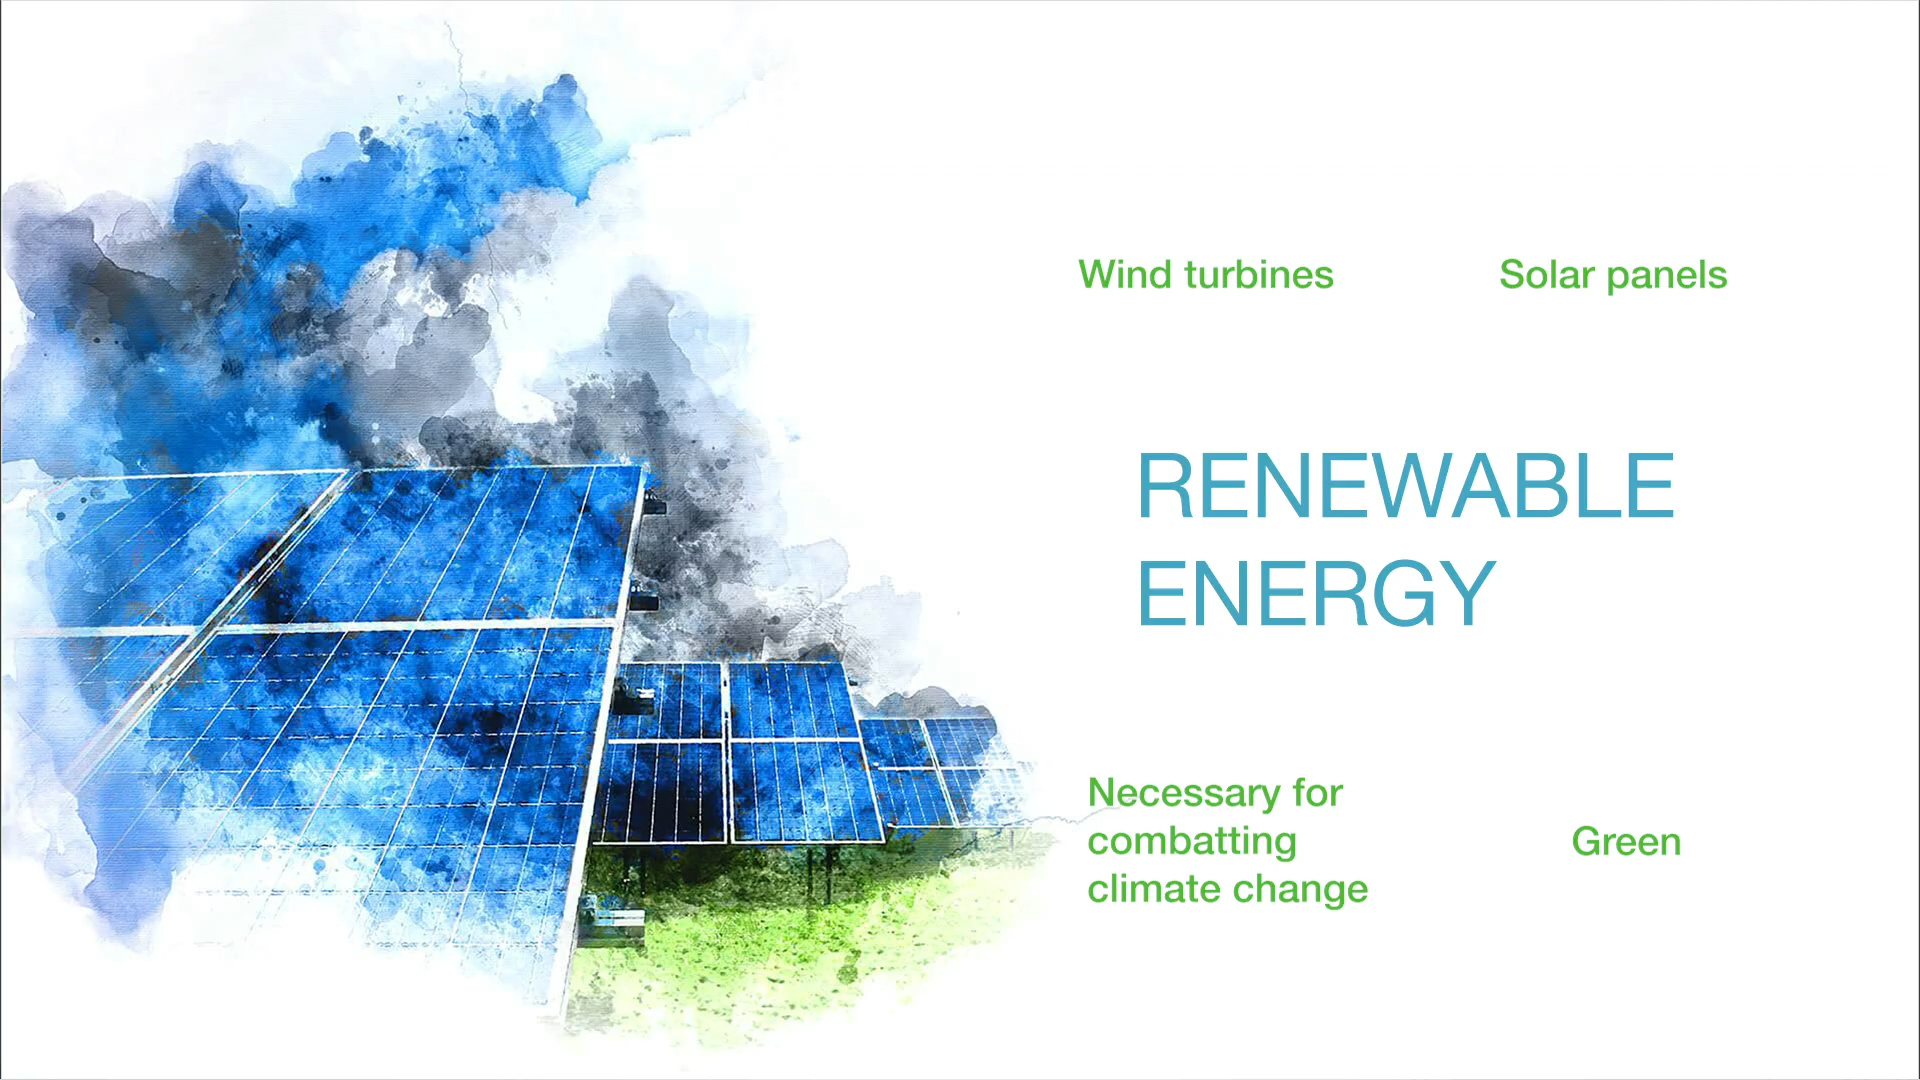 Wind turbines
Solar panels
RENEWABLE
ENERGY
Necessary for
combatting
climate change
Green